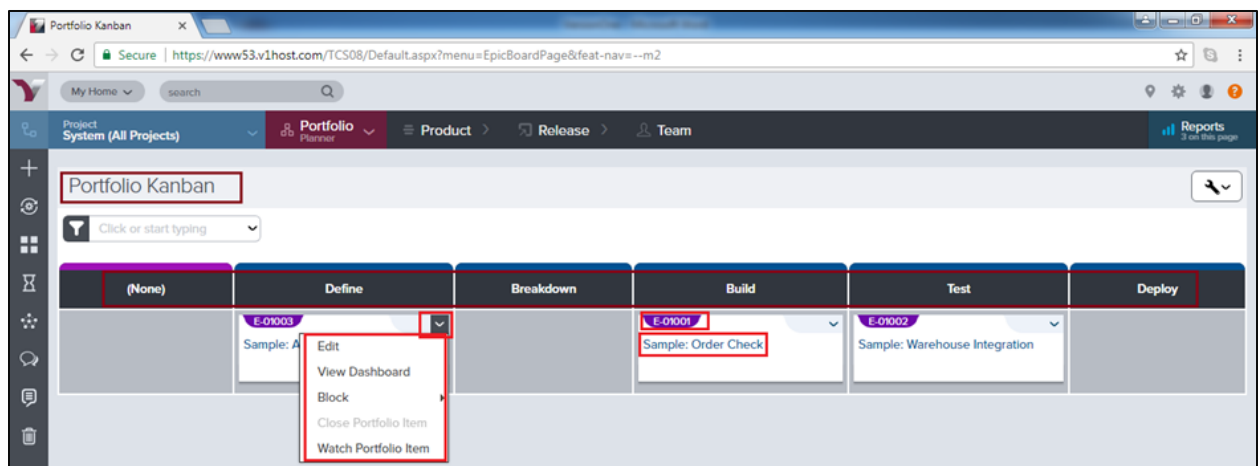 Portfolio Kanban
Secure | https://www53.v1host.com/TCS08/Default.aspx?menu=EpicBoardPage&feat-nav=--m2
My Home search
Project
System (All Projects)
Portfolio
Planner
Product
Release
Team
Reports
3 on this page
Portfolio Kanban
Click or start typing
(None) Define Breakdown Build Test Deploy
E-01003 E-01001 E-01002
Sample: A Sample: Order Check Sample: Warehouse Integration
Edit
View Dashboard
Block
Close Portfolio Item
Watch Portfolio Item